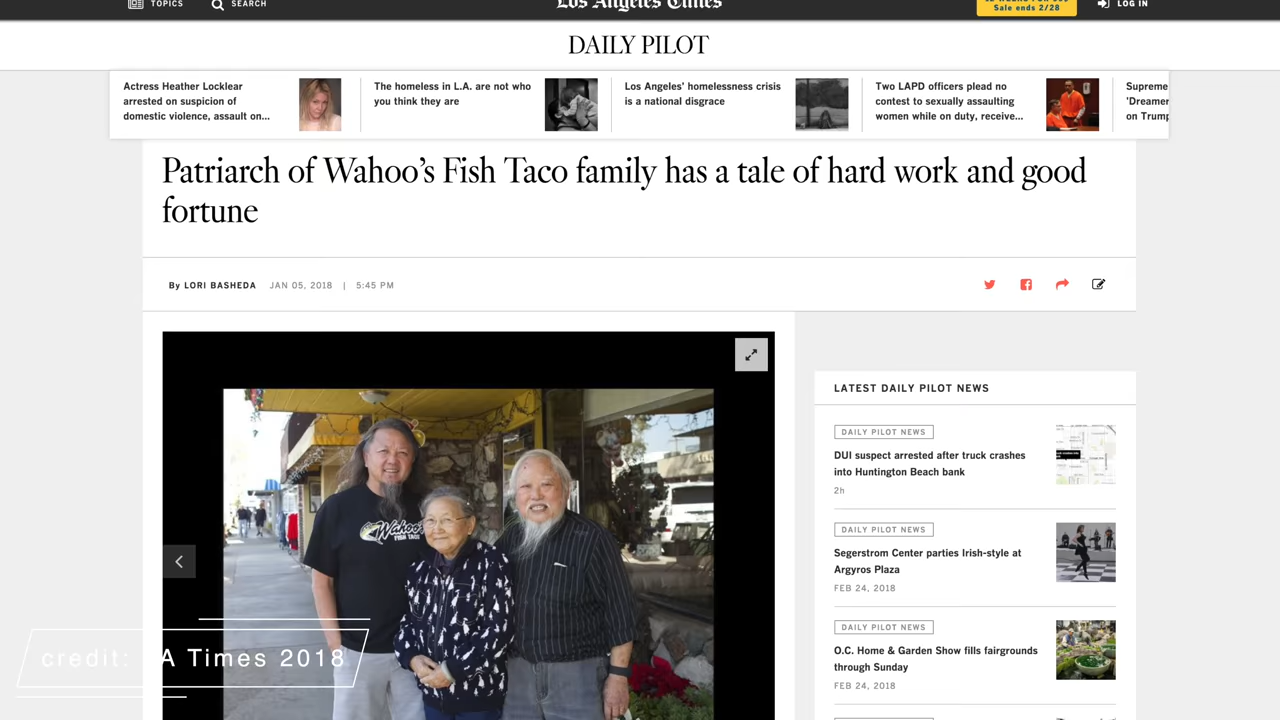 TOPICS
SEARCH
Los Angeles Times
Sale ends 2/28
LOG IN
DAILY PILOT
Actress Heather Locklear
arrested on suspicion of
domestic violence, assault on...
The homeless in L.A. are not who
you think they are
Los Angeles' homelessness crisis
is a national disgrace
Two LAPD officers plead no
contest to sexually assaulting
women while on duty, receive...
Supreme
'Dreamer
on Trump
Patriarch of Wahoo's Fish Taco family has a tale of hard work and good
fortune
By LORI BASHEDA JAN 05, 2018 | 5:45 PM
Wahoo's
FISH TACO
LATEST DAILY PILOT NEWS
DAILY PILOT NEWS
DUI suspect arrested after truck crashes
into Huntington Beach bank
2h
DAILY PILOT NEWS
Segerstrom Center parties Irish-style at
Argyros Plaza
FEB 24, 2018
DAILY PILOT NEWS
O.C. Home & Garden Show fills fairgrounds
through Sunday
FEB 24, 2018
credit: LA Times 2018